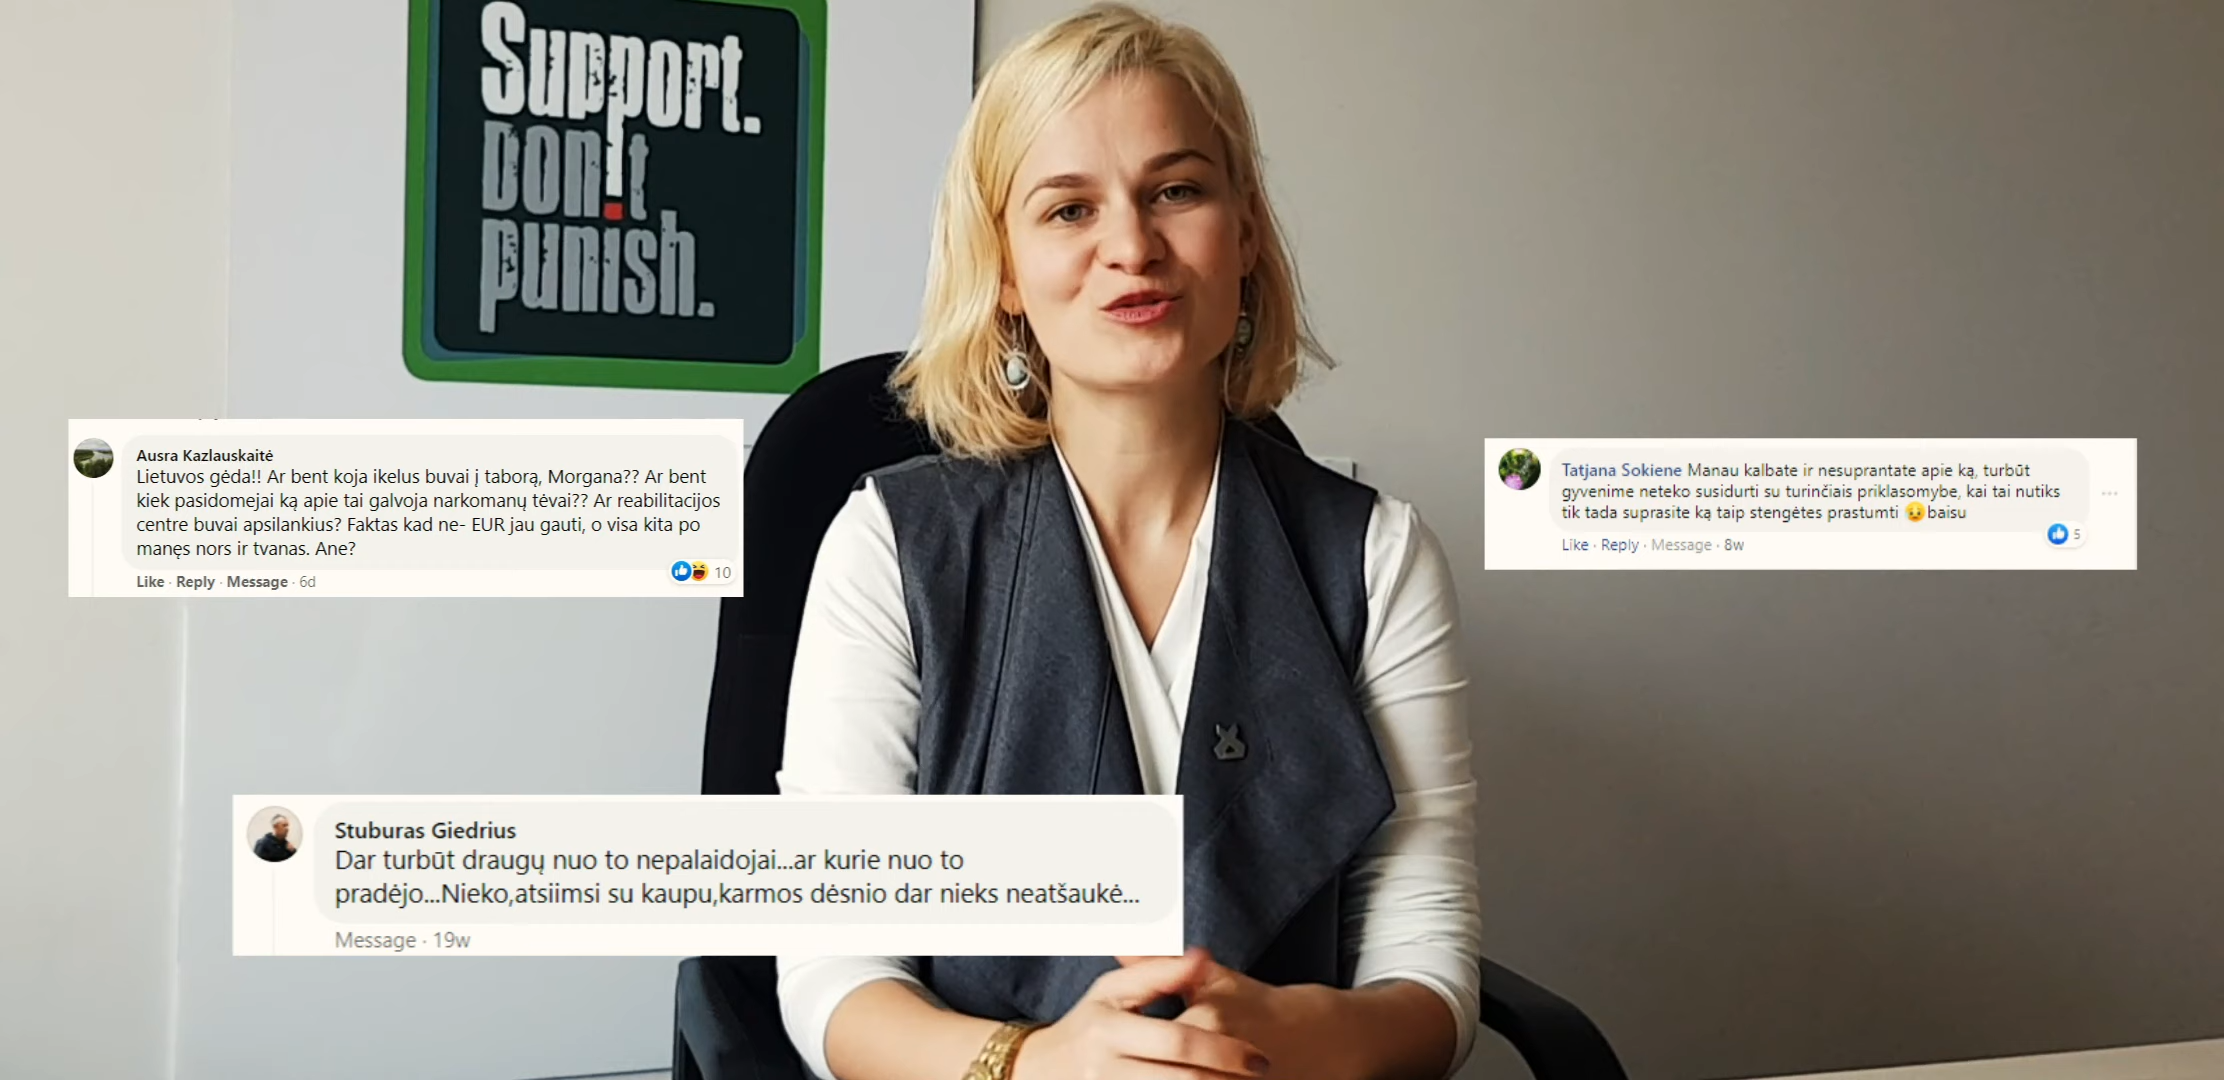 Support.
Don't
punish.
Ausra Kazlauskaitė
Lietuvos gėda!! Ar bent koja ikelus buvai į taborą, Morgana?? Ar bent
kiek pasidomejai ką apie tai galvoja narkomanų tėvai?? Ar reabilitacijos
centre buvai apsilankius? Faktas kad ne- EUR jau gauti, o visa kita po
manęs nors ir tvanas. Ane?
Like · Reply · Message · 6d
10
Tatjana Sokiene Manau kalbate ir nesuprantate apie ką, turbūt
gyvenime neteko susidurti su turinčiais priklasomybę, kai tai nutiks
tik tada suprasite ką taip stengėtes prastumti 😥baisu
Like · Reply · Message · 8w
5
Stuburas Giedrius
Dar turbūt draugų nuo to nepalaidojai...ar kurie nuo to
pradėjo...Nieko,atsiimsi su kaupu,karmos dėsnio dar nieks neatšaukė...
Message · 19w